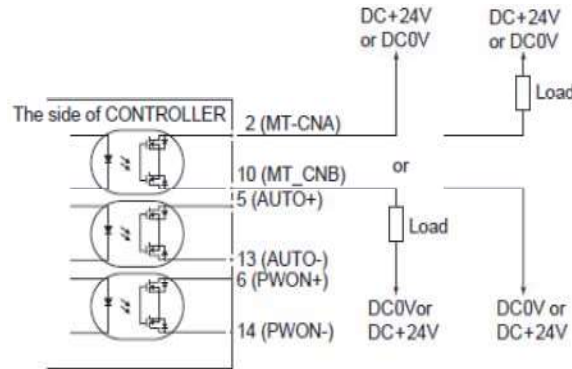 DC+24V
or DC0V
DC+24V
or DC0V
Load
The side of CONTROLLER
2 (MT-CNA)
10 (MT_CNB)
or
5 (AUTO+)
Load
13 (AUTO-)
6 (PWON+)
14 (PWON-)
DC0Vor
DC+24V
DC0V or
DC+24V